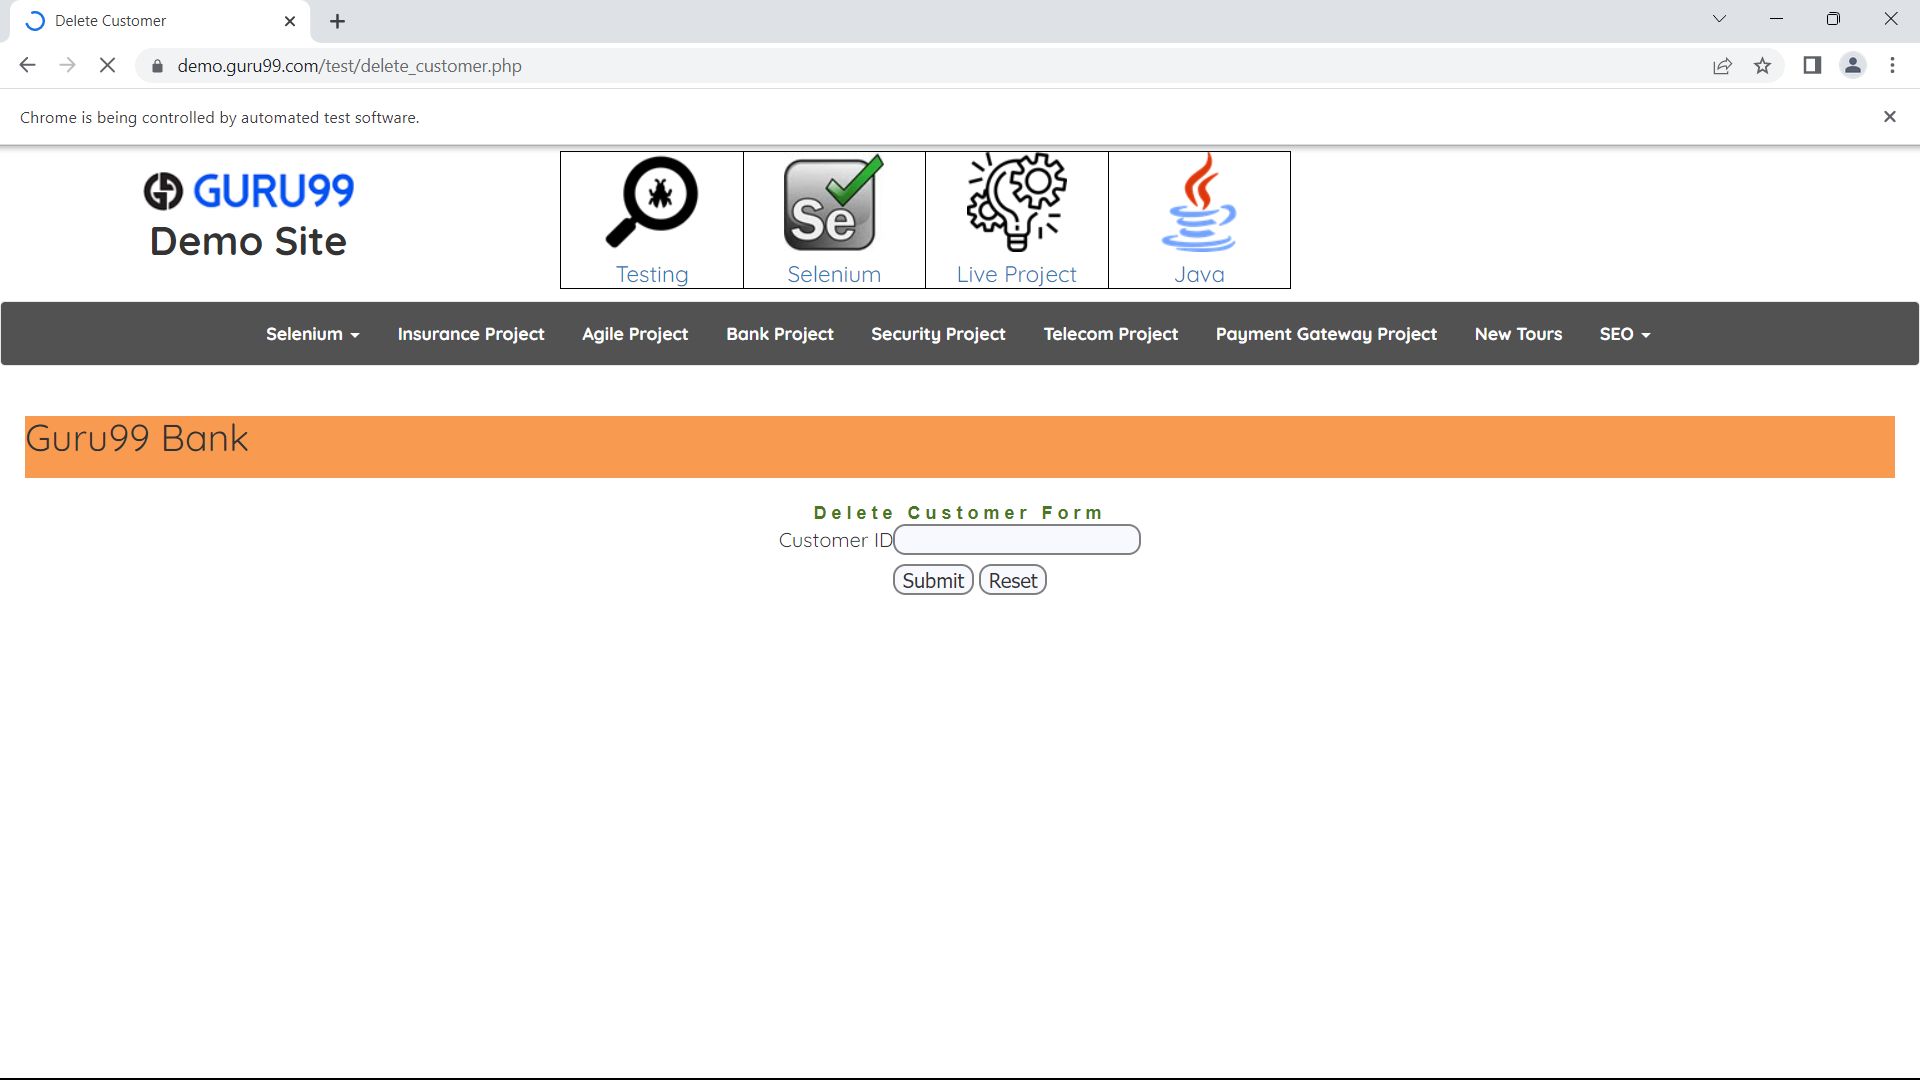 Delete Customer
demo.guru99.com/test/delete_customer.php
Chrome is being controlled by automated test software.
GURU99
Demo Site
Se
Testing
Selenium
Live Project
Java
Selenium
Insurance Project
Agile Project
Bank Project
Security Project
Telecom Project
Payment Gateway Project
New Tours
SEO
Guru99 Bank
Delete Customer Form
Customer ID
Submit
Reset